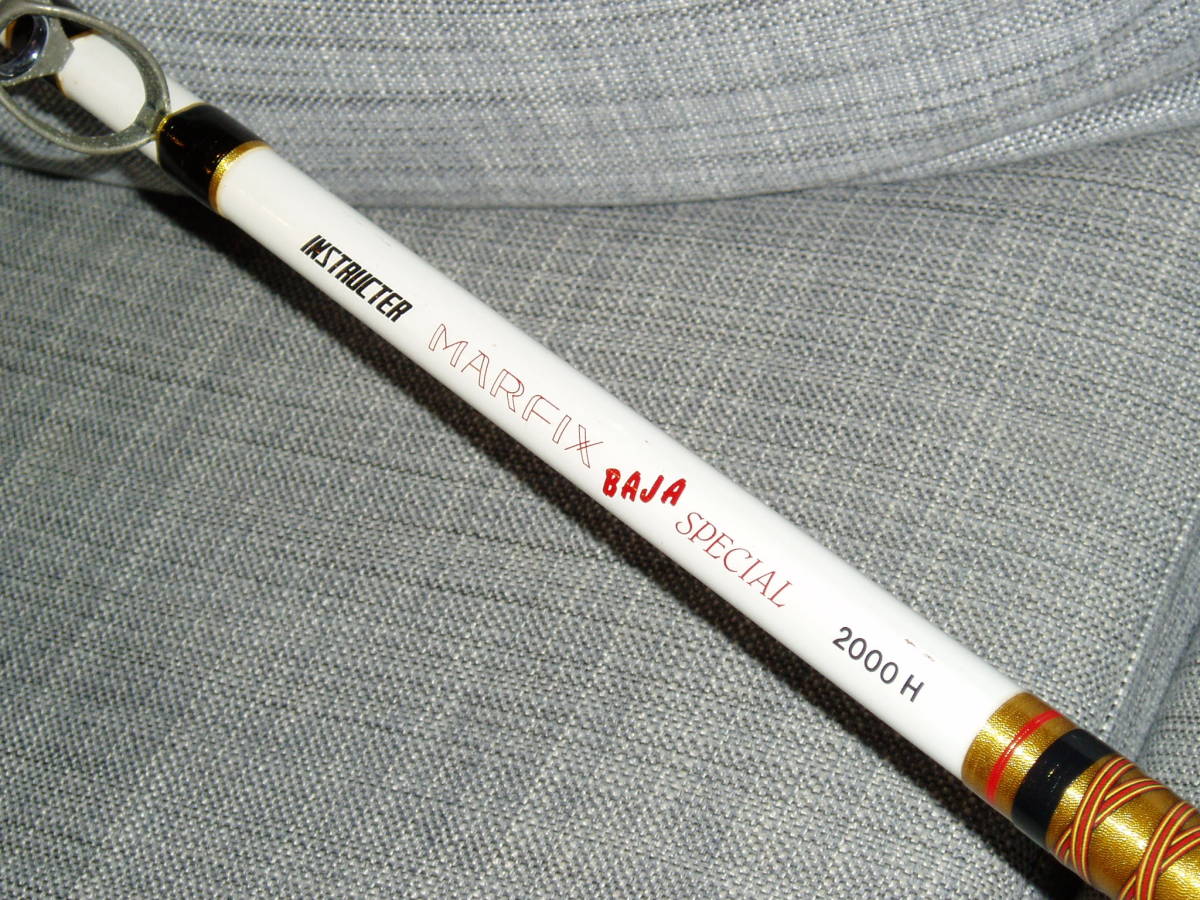 INSTRUCTER MARFIX BAJA SPECIAL 2000 H